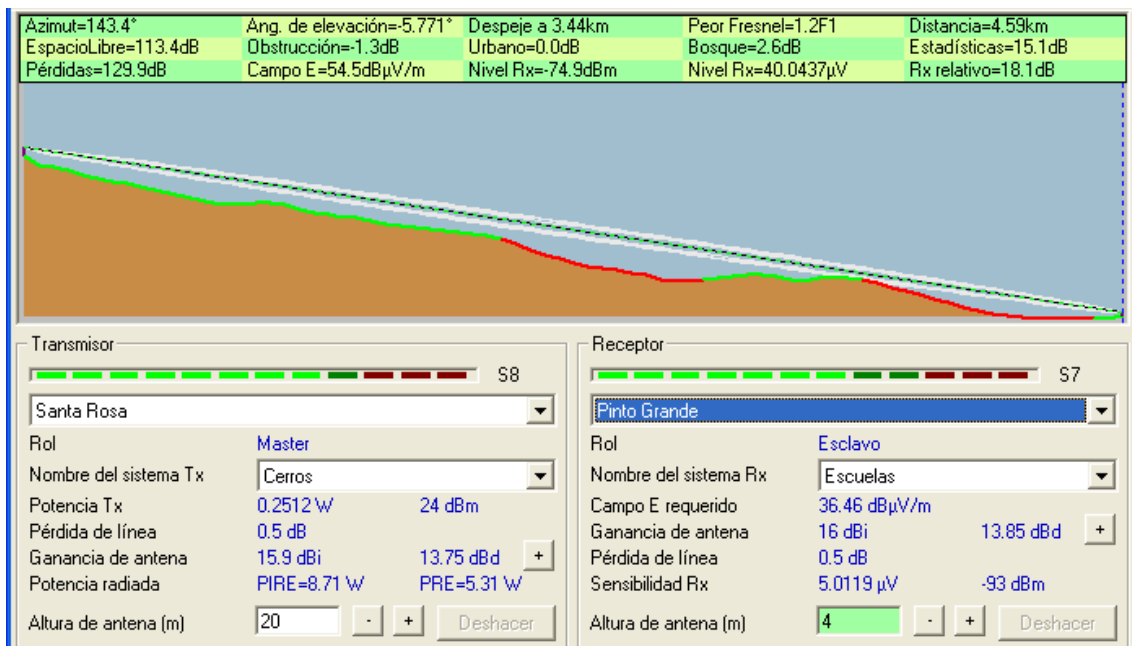 Azimut=143.4° Ang. de elevación=-5.771° Despeje a 3.44km Peor Fresnel=1.2F1 Distancia=4.59km
EspacioLibre=113.4dB Obstrucción=-1.3dB Urbano=0.0dB Bosque=2.6dB Estadísticas=15.1dB
Pérdidas=129.9dB Campo E=54.5dBµV/m Nivel Rx=-74.9dBm Nivel Rx=40.0437µV Rx relativo=18.1dB
Transmisor
S8
Santa Rosa
Rol Master
Nombre del sistema Tx Cerros
Potencia Tx 0.2512 W 24 dBm
Pérdida de línea 0.5 dB
Ganancia de antena 15.9 dBi 13.75 dBd +
Potencia radiada PIRE=8.71 W PRE=5.31 W
Altura de antena (m) 20 - + Deshacer
Receptor
S7
Pinto Grande
Rol Esclavo
Nombre del sistema Rx Escuelas
Campo E requerido 36.46 dBµV/m
Ganancia de antena 16 dBi 13.85 dBd +
Pérdida de línea 0.5 dB
Sensibilidad Rx 5.0119 µV -93 dBm
Altura de antena (m) 4 - + Deshacer